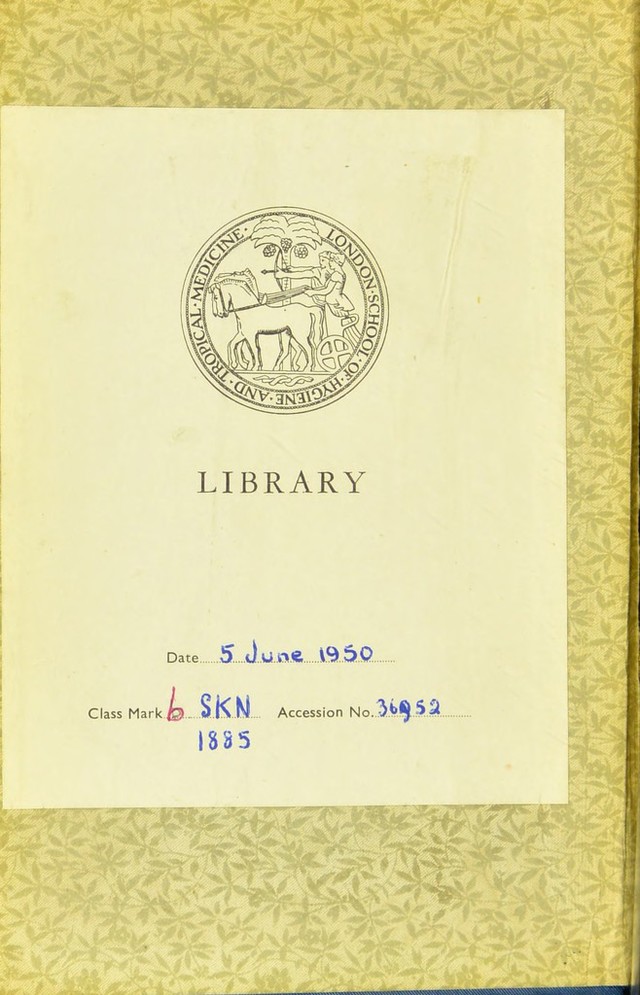 LONDON·SCHOOL·OF·HYGIENE·AND·TROPICAL·MEDICINE·
LIBRARY
Date 5 June 1950
Class Mark b SKN Accession No. 36952
1885